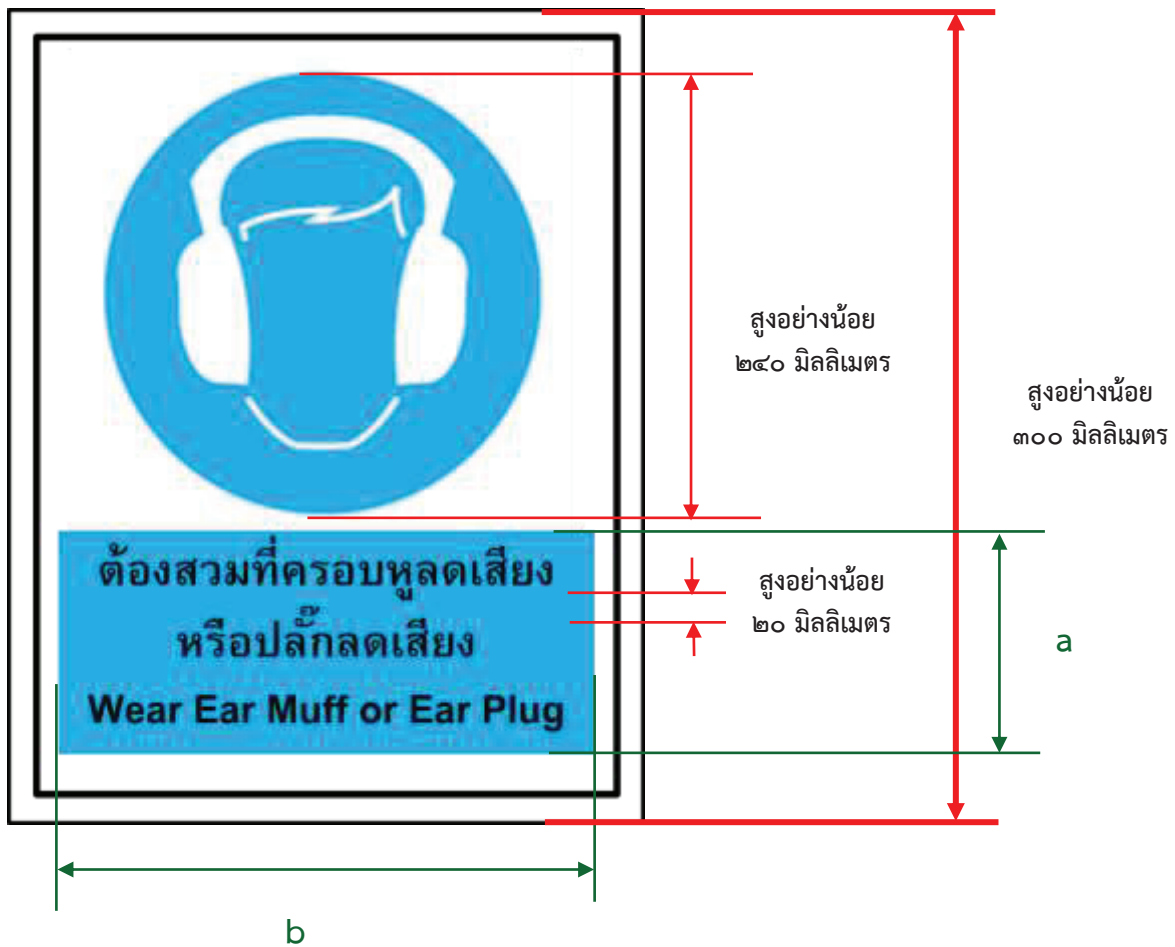 สูงอย่างน้อย
๒๔๐ มิลลิเมตร
สูงอย่างน้อย
๓๐๐ มิลลิเมตร
ต้องสวมที่ครอบหูลดเสียง
หรือปลั๊กลดเสียง
Wear Ear Muff or Ear Plug
สูงอย่างน้อย
๒๐ มิลลิเมตร
a
b